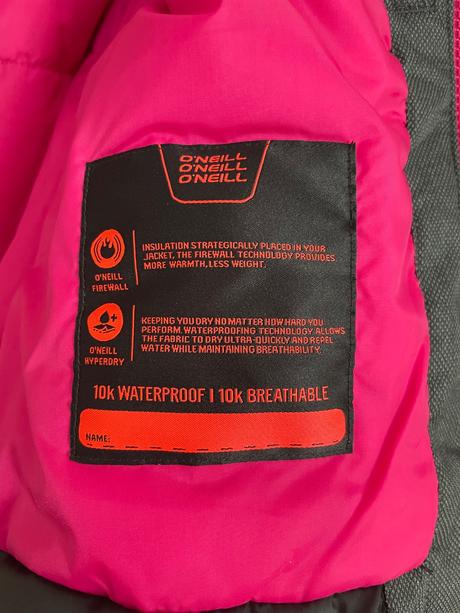 O'NEILL
O'NEILL
O'NEILL
INSULATION STRATEGICALLY PLACED IN YOUR
JACKET, THE FIREWALL TECHNOLOGY PROVIDES
MORE WARMTH, LESS WEIGHT.
O'NEILL
FIREWALL
KEEPING YOU DRY NO MATTER HOW HARD YOU
PERFORM. WATERPROOFING TECHNOLOGY ALLOWS
THE FABRIC TO DRY ULTRA-QUICKLY AND REPEL
WATER WHILE MAINTAINING BREATHABILITY.
O'NEILL
HYPERDRY
10K WATERPROOF | 10K BREATHABLE
NAME: